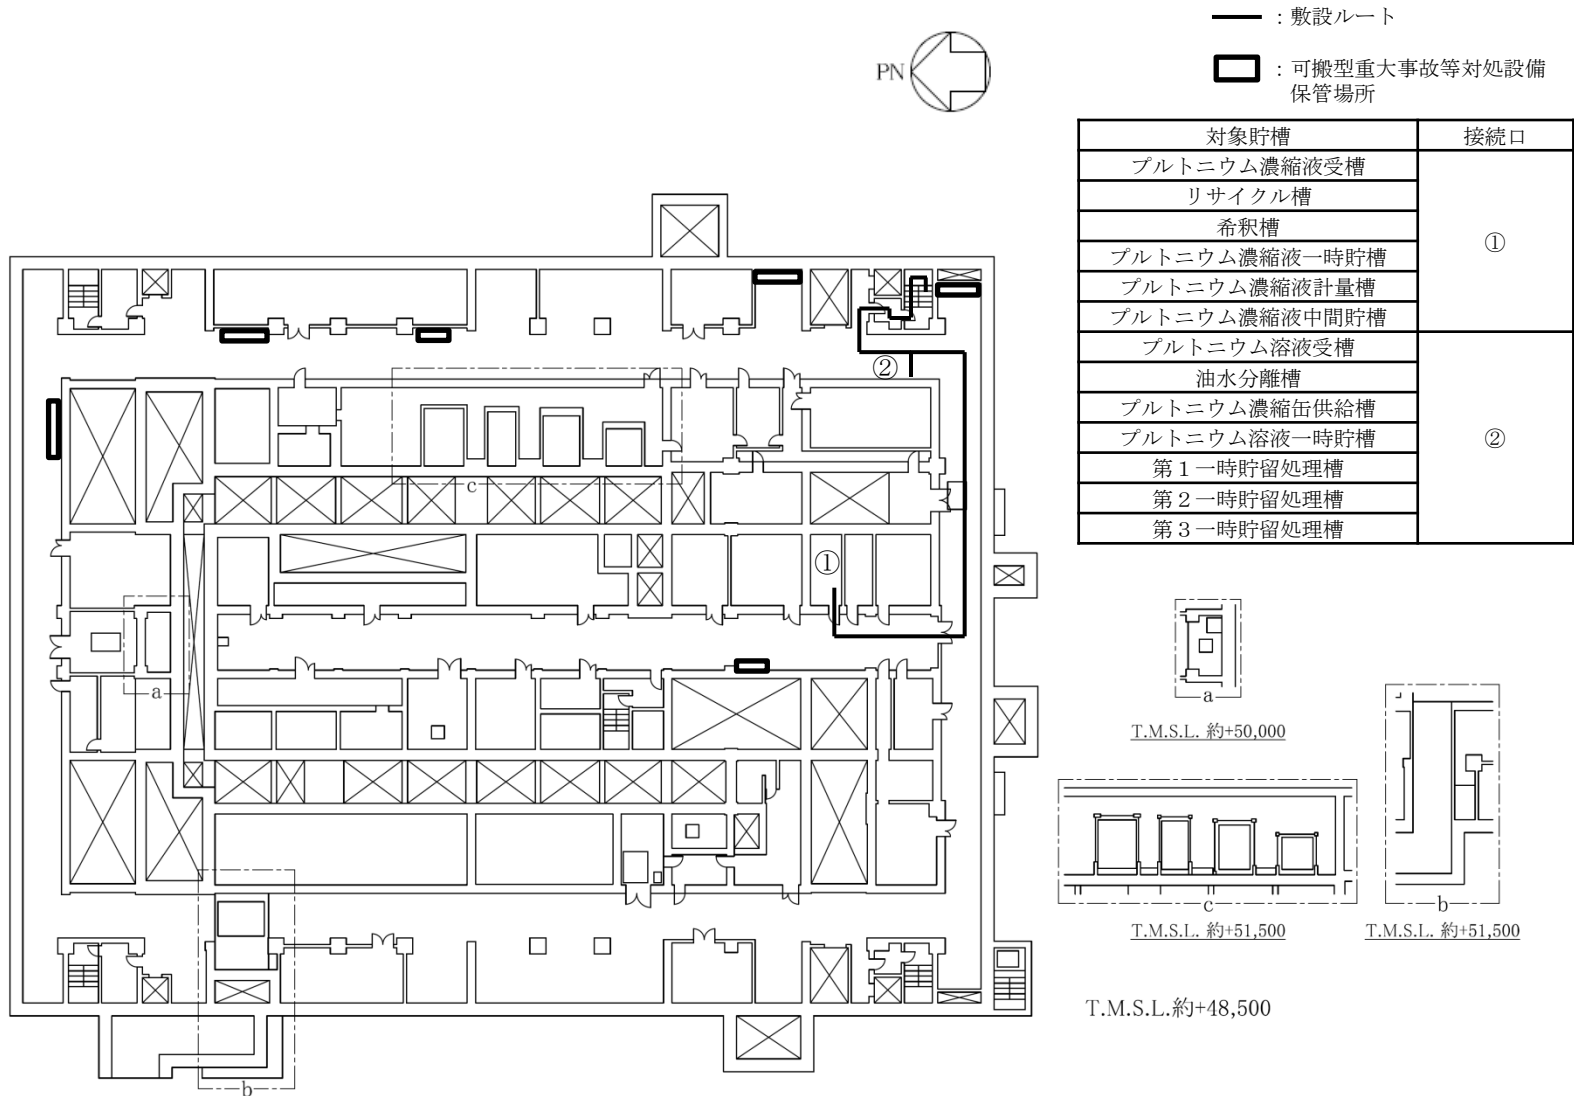 ：敷設ルート
PN
：可搬型重大事故等対処設備
保管場所
対象貯槽 接続口
プルトニウム濃縮液受槽
リサイクル槽
希釈槽
①
プルトニウム濃縮液一時貯槽
プルトニウム濃縮液計量槽
プルトニウム濃縮液中間貯槽
プルトニウム溶液受槽
油水分離槽
プルトニウム濃縮缶供給槽
プルトニウム溶液一時貯槽
②
第１一時貯留処理槽
第２一時貯留処理槽
第３一時貯留処理槽
②
c
①
a
b
a
T.M.S.L. 約+50,000
c
T.M.S.L. 約+51,500
b
T.M.S.L. 約+51,500
T.M.S.L.約+48,500